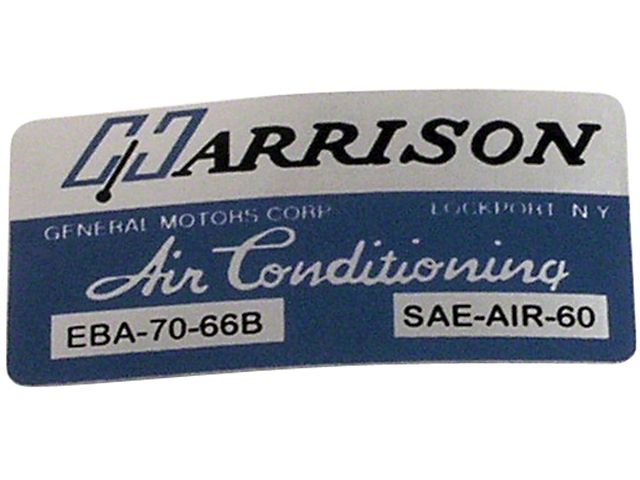 HARRISON
GENERAL MOTORS CORP. LOCKPORT N Y
Air Conditioning
EBA-70-66B SAE-AIR-60